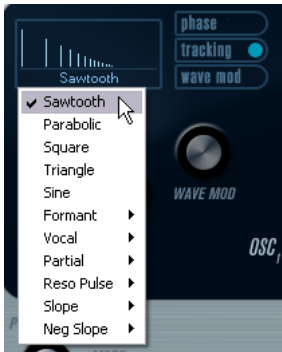 phase
tracking
Sawtooth
wave mod
Sawtooth
Parabolic
Square
Triangle
Sine
Formant
Vocal
Partial
Reso Pulse
Slope
Neg Slope
WAVE MOD
OSC1